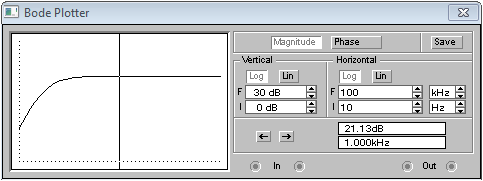 Bode Plotter
Magnitude Phase Save
Vertical Horizontal
Log Lin Log Lin
F 30 dB F 100 kHz
I 0 dB I 10 Hz
21.13dB
1.000kHz
In Out